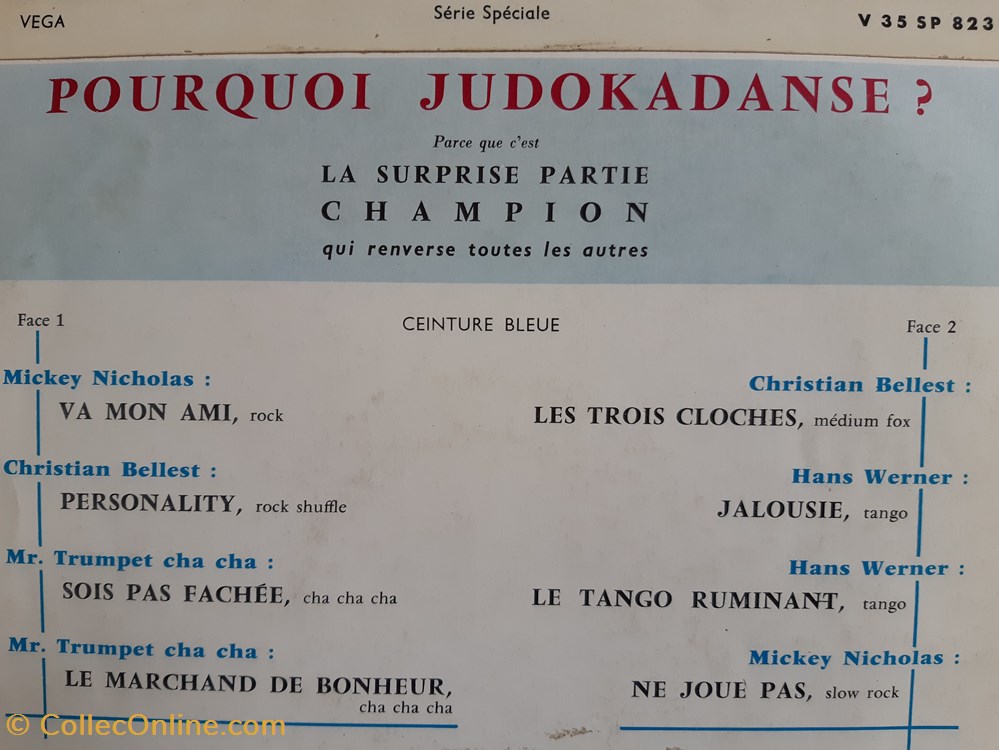 VEGA
Série Spéciale
V 35 SP 823
POURQUOI JUDOKADANSE ?
Parce que c'est
LA SURPRISE PARTIE
CHAMPION
qui renverse toutes les autres
CEINTURE BLEUE
Face 1
Mickey Nicholas :
VA MON AMI, rock
Christian Bellest :
PERSONALITY, rock shuffle
Mr. Trumpet cha cha :
SOIS PAS FACHÉE, cha cha cha
Mr. Trumpet cha cha :
LE MARCHAND DE BONHEUR,
cha cha cha
Face 2
Christian Bellest :
LES TROIS CLOCHES, médium fox
Hans Werner :
JALOUSIE, tango
Hans Werner :
LE TANGO RUMINANT, tango
Mickey Nicholas :
NE JOUE PAS, slow rock
© CollecOnline.com